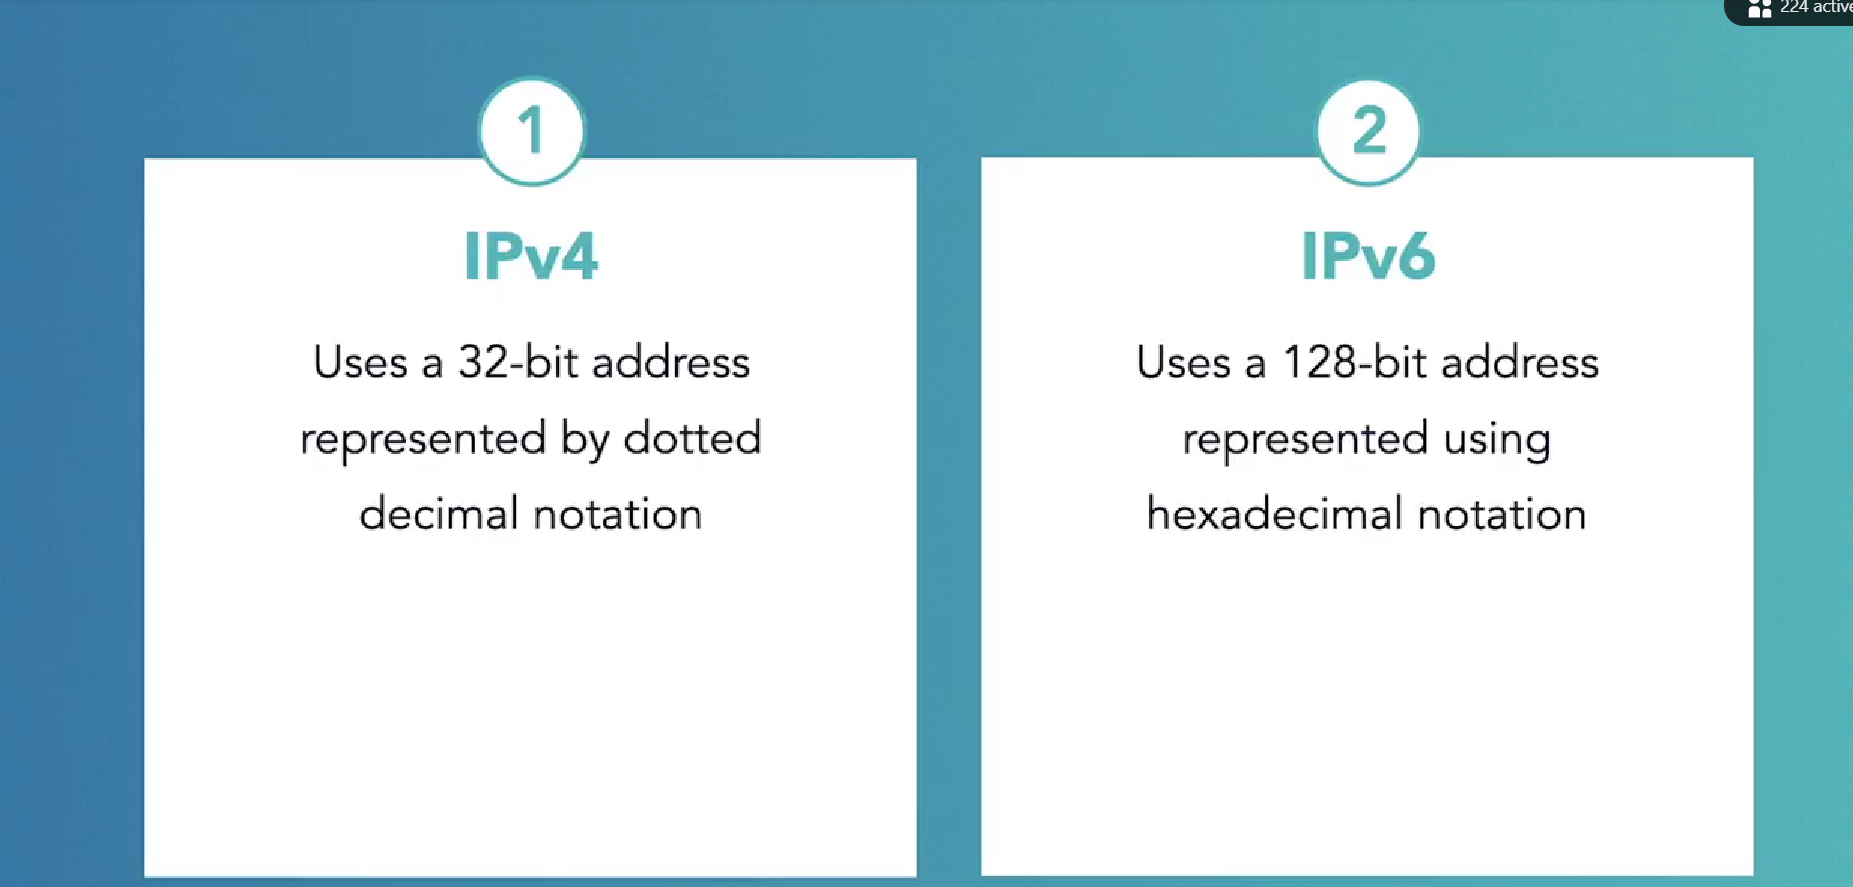 224 active
1
IPv4
Uses a 32-bit address
represented by dotted
decimal notation
2
IPv6
Uses a 128-bit address
represented using
hexadecimal notation